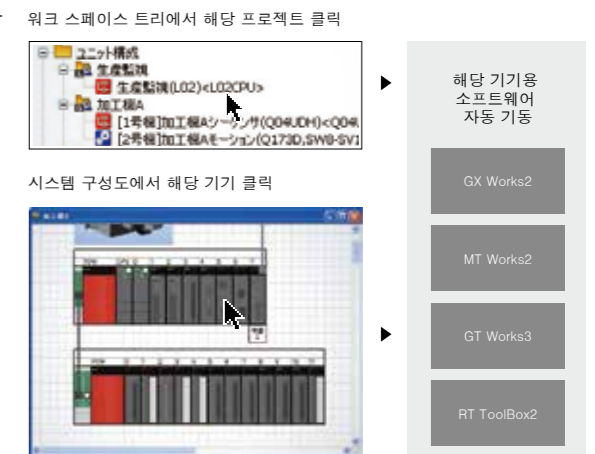 워크 스페이스 트리에서 해당 프로젝트 클릭
ユニット構成
生産監視
生産監視(L02)<L02CPU>
加工機A
[1号機]加工機Aシーケンサ(Q04UDH)<Q04
[2号機]加工機Aモーション(Q173D,SW8-SV1
시스템 구성도에서 해당 기기 클릭
해당 기기용
소프트웨어
자동 기동
GX Works2
MT Works2
GT Works3
RT ToolBox2